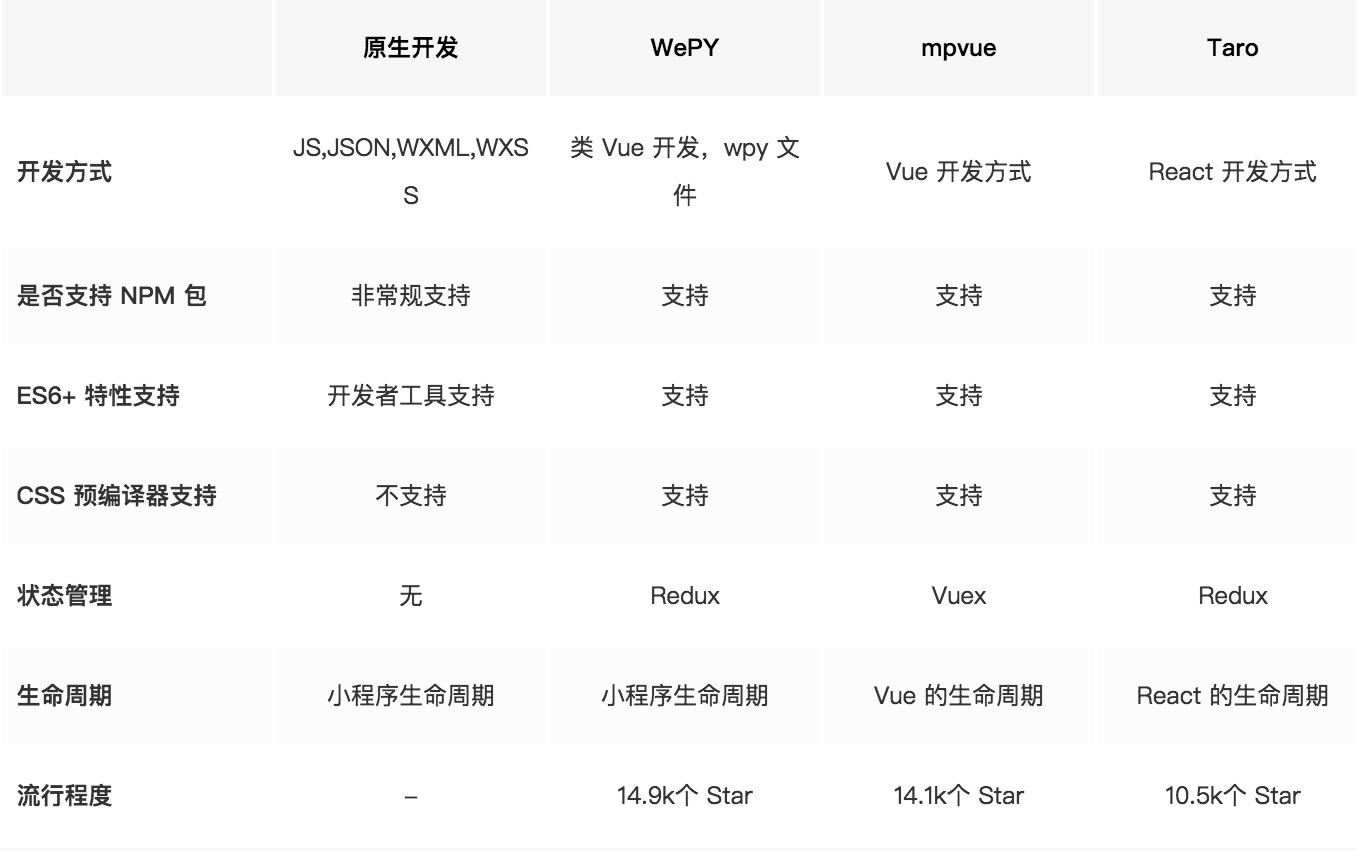 原生开发
WePY
mpvue
Taro
开发方式
JS,JSON,WXML,WXS
S
类 Vue 开发，wpy 文
件
Vue 开发方式
React 开发方式
是否支持 NPM 包
非常规支持
支持
支持
支持
ES6+ 特性支持
开发者工具支持
支持
支持
支持
CSS 预编译器支持
不支持
支持
支持
支持
状态管理
无
Redux
Vuex
Redux
生命周期
小程序生命周期
小程序生命周期
Vue 的生命周期
React 的生命周期
流行程度
–
14.9k个 Star
14.1k个 Star
10.5k个 Star